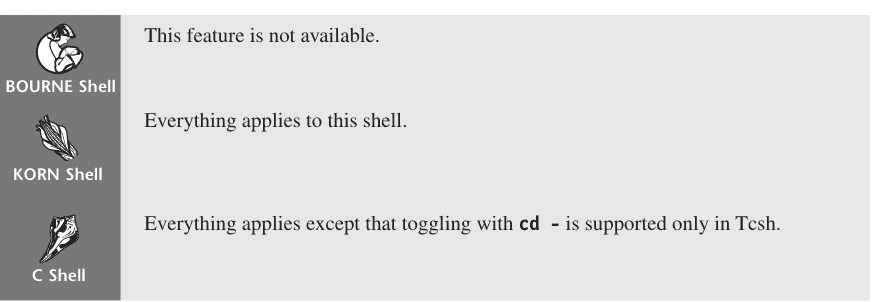 This feature is not available.
BOURNE Shell
Everything applies to this shell.
KORN Shell
Everything applies except that toggling with cd - is supported only in Tcsh.
C Shell